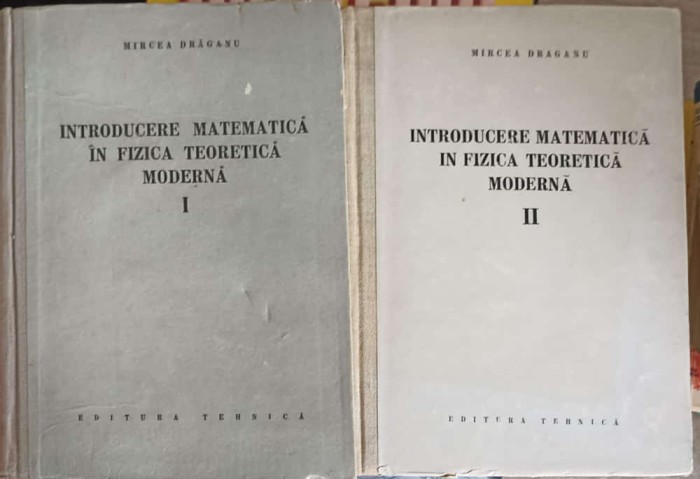 MIRCEA DRĂGANU
INTRODUCERE MATEMATICĂ
ÎN FIZICA TEORETICĂ
MODERNĂ
I
EDITURA TEHNICĂ
MIRCEA DRAGANU
INTRODUCERE MATEMATICĂ
IN FIZICA TEORETICĂ
MODERNĂ
II
EDITURA TEHNICĂ